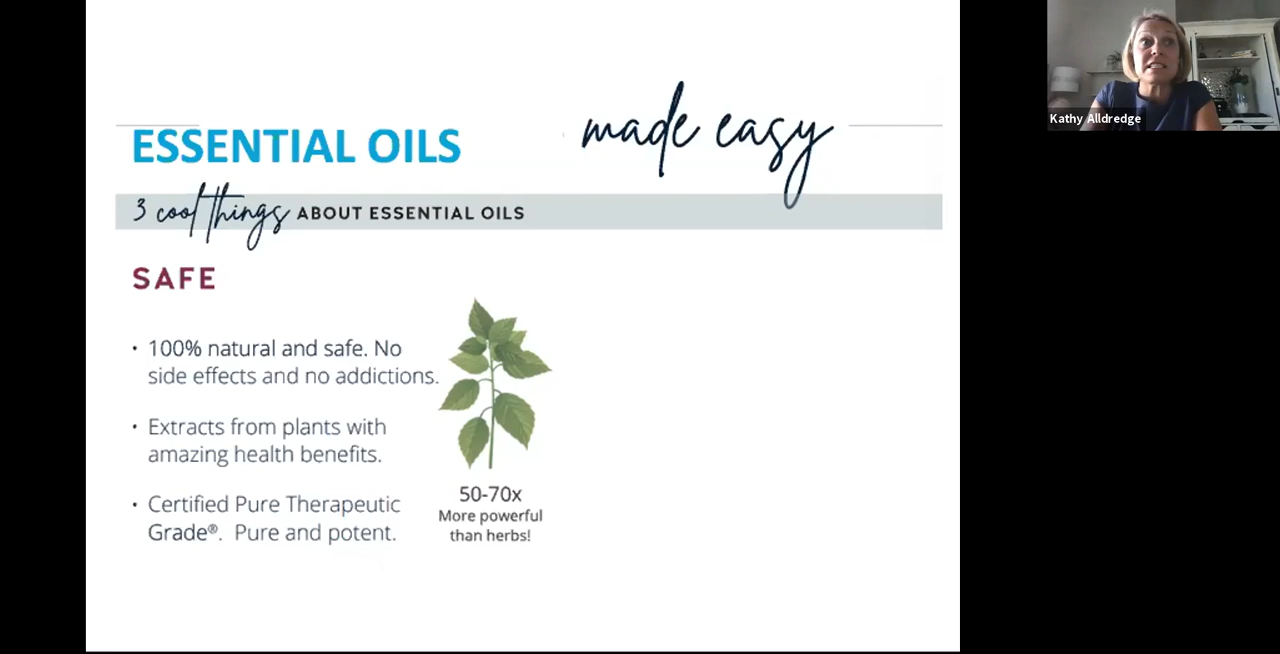 ESSENTIAL OILS made easy
3 cool things ABOUT ESSENTIAL OILS
SAFE
• 100% natural and safe. No
side effects and no addictions.
• Extracts from plants with
amazing health benefits.
• Certified Pure Therapeutic
Grade®. Pure and potent.
50-70x
More powerful
than herbs!
Kathy Alldredge